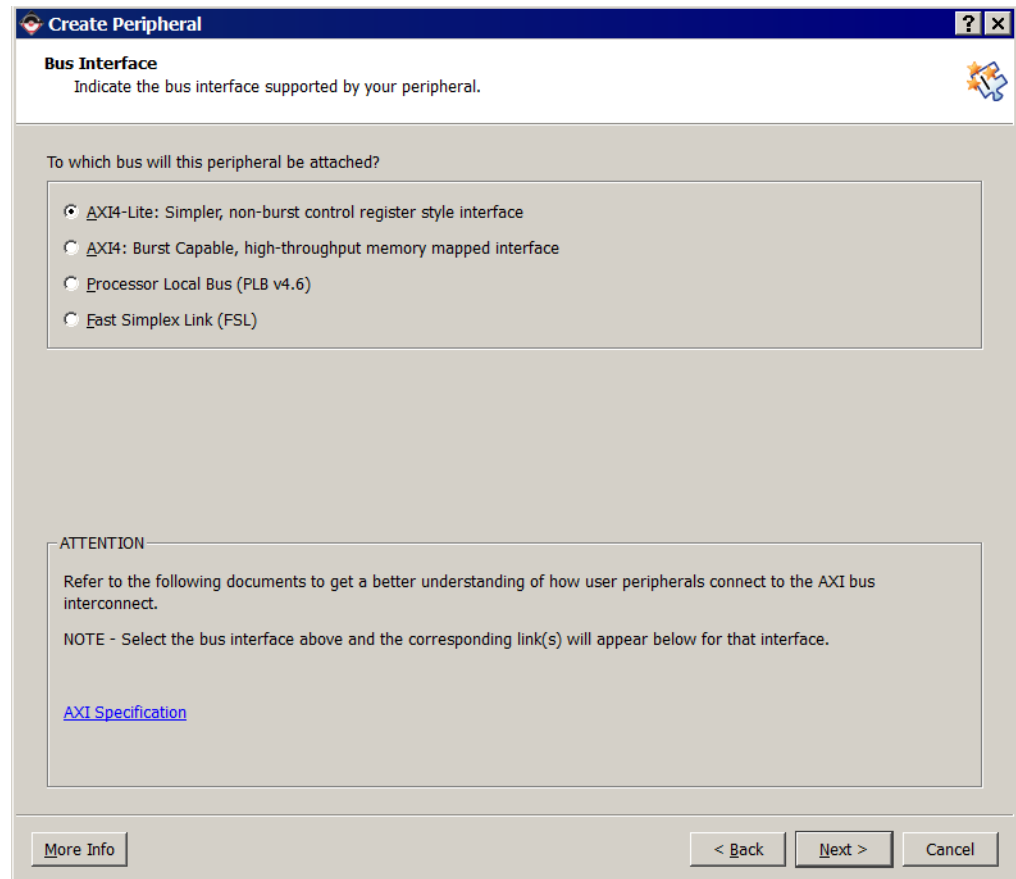 Create Peripheral
? ×
Bus Interface
Indicate the bus interface supported by your peripheral.
To which bus will this peripheral be attached?
AXI4-Lite: Simpler, non-burst control register style interface
AXI4: Burst Capable, high-throughput memory mapped interface
Processor Local Bus (PLB v4.6)
Fast Simplex Link (FSL)
ATTENTION
Refer to the following documents to get a better understanding of how user peripherals connect to the AXI bus
interconnect.
NOTE - Select the bus interface above and the corresponding link(s) will appear below for that interface.
AXI Specification
More Info
< Back
Next >
Cancel